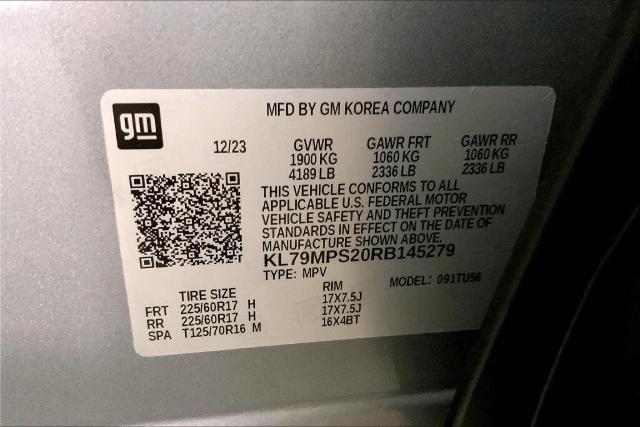 gm
MFD BY GM KOREA COMPANY
12/23 GVWR GAWR FRT GAWR RR
1900 KG 1060 KG 1060 KG
4189 LB 2336 LB 2336 LB
THIS VEHICLE CONFORMS TO ALL
APPLICABLE U.S. FEDERAL MOTOR
VEHICLE SAFETY AND THEFT PREVENTION
STANDARDS IN EFFECT ON THE DATE OF
MANUFACTURE SHOWN ABOVE.
KL79MPS20RB145279
TYPE: MPV MODEL: 091TU56
TIRE SIZE RIM
FRT 225/60R17 H 17X7.5J
RR 225/60R17 H 17X7.5J
SPA T125/70R16 M 16X4BT